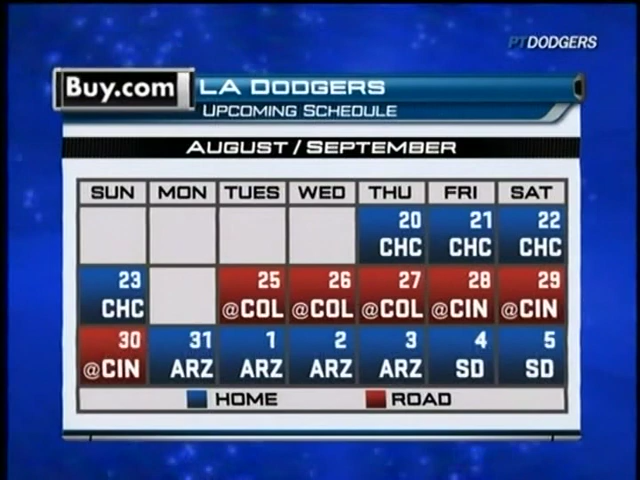 PTDODGERS
Buy.com
LA DODGERS
UPCOMING SCHEDULE
AUGUST/SEPTEMBER
SUN MON TUES WED THU FRI SAT
20 21 22
CHC CHC CHC
23 25 26 27 28 29
CHC @COL @COL @COL @CIN @CIN
30 31 1 2 3 4 5
@CIN ARZ ARZ ARZ ARZ SD SD
HOME ROAD